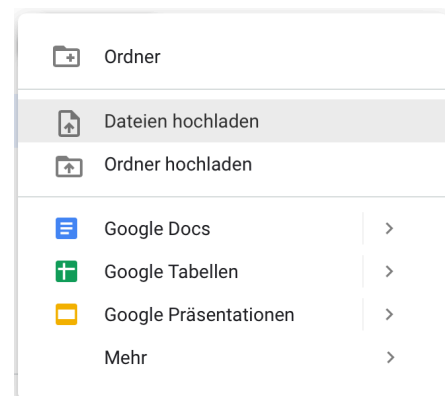 Ordner
Dateien hochladen
Ordner hochladen
Google Docs
Google Tabellen
Google Präsentationen
Mehr